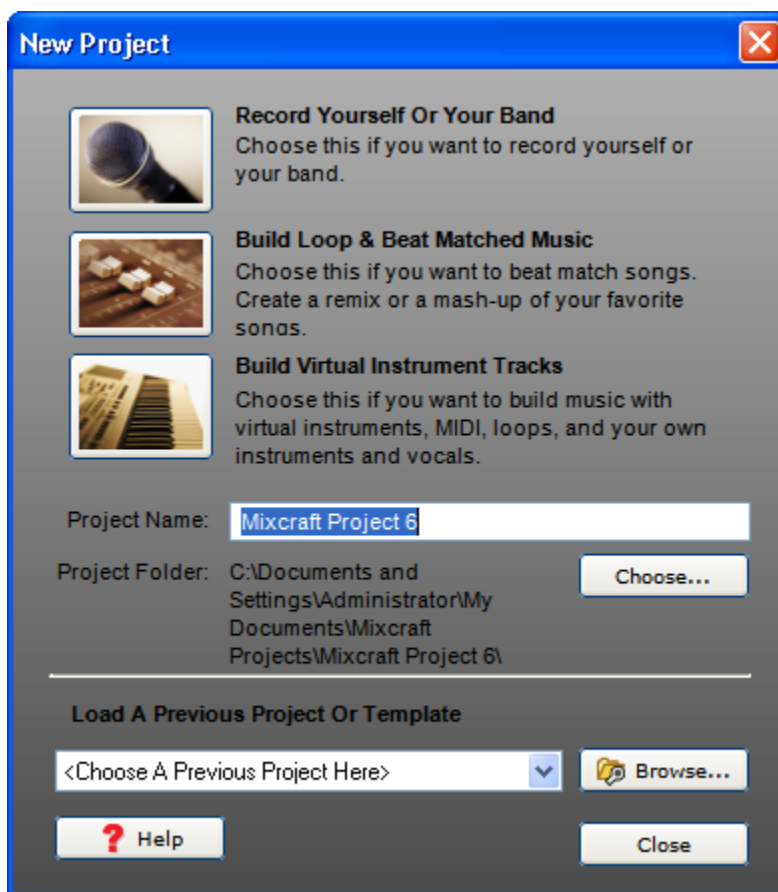 New Project
Record Yourself Or Your Band
Choose this if you want to record yourself or
your band.
Build Loop & Beat Matched Music
Choose this if you want to beat match songs.
Create a remix or a mash-up of your favorite
songs.
Build Virtual Instrument Tracks
Choose this if you want to build music with
virtual instruments, MIDI, loops, and your own
instruments and vocals.
Project Name: Mixcraft Project 6
Project Folder: C:\Documents and
Settings\Administrator\My
Documents\Mixcraft
Projects\Mixcraft Project 6\
Choose...
Load A Previous Project Or Template
<Choose A Previous Project Here>
Browse...
? Help
Close